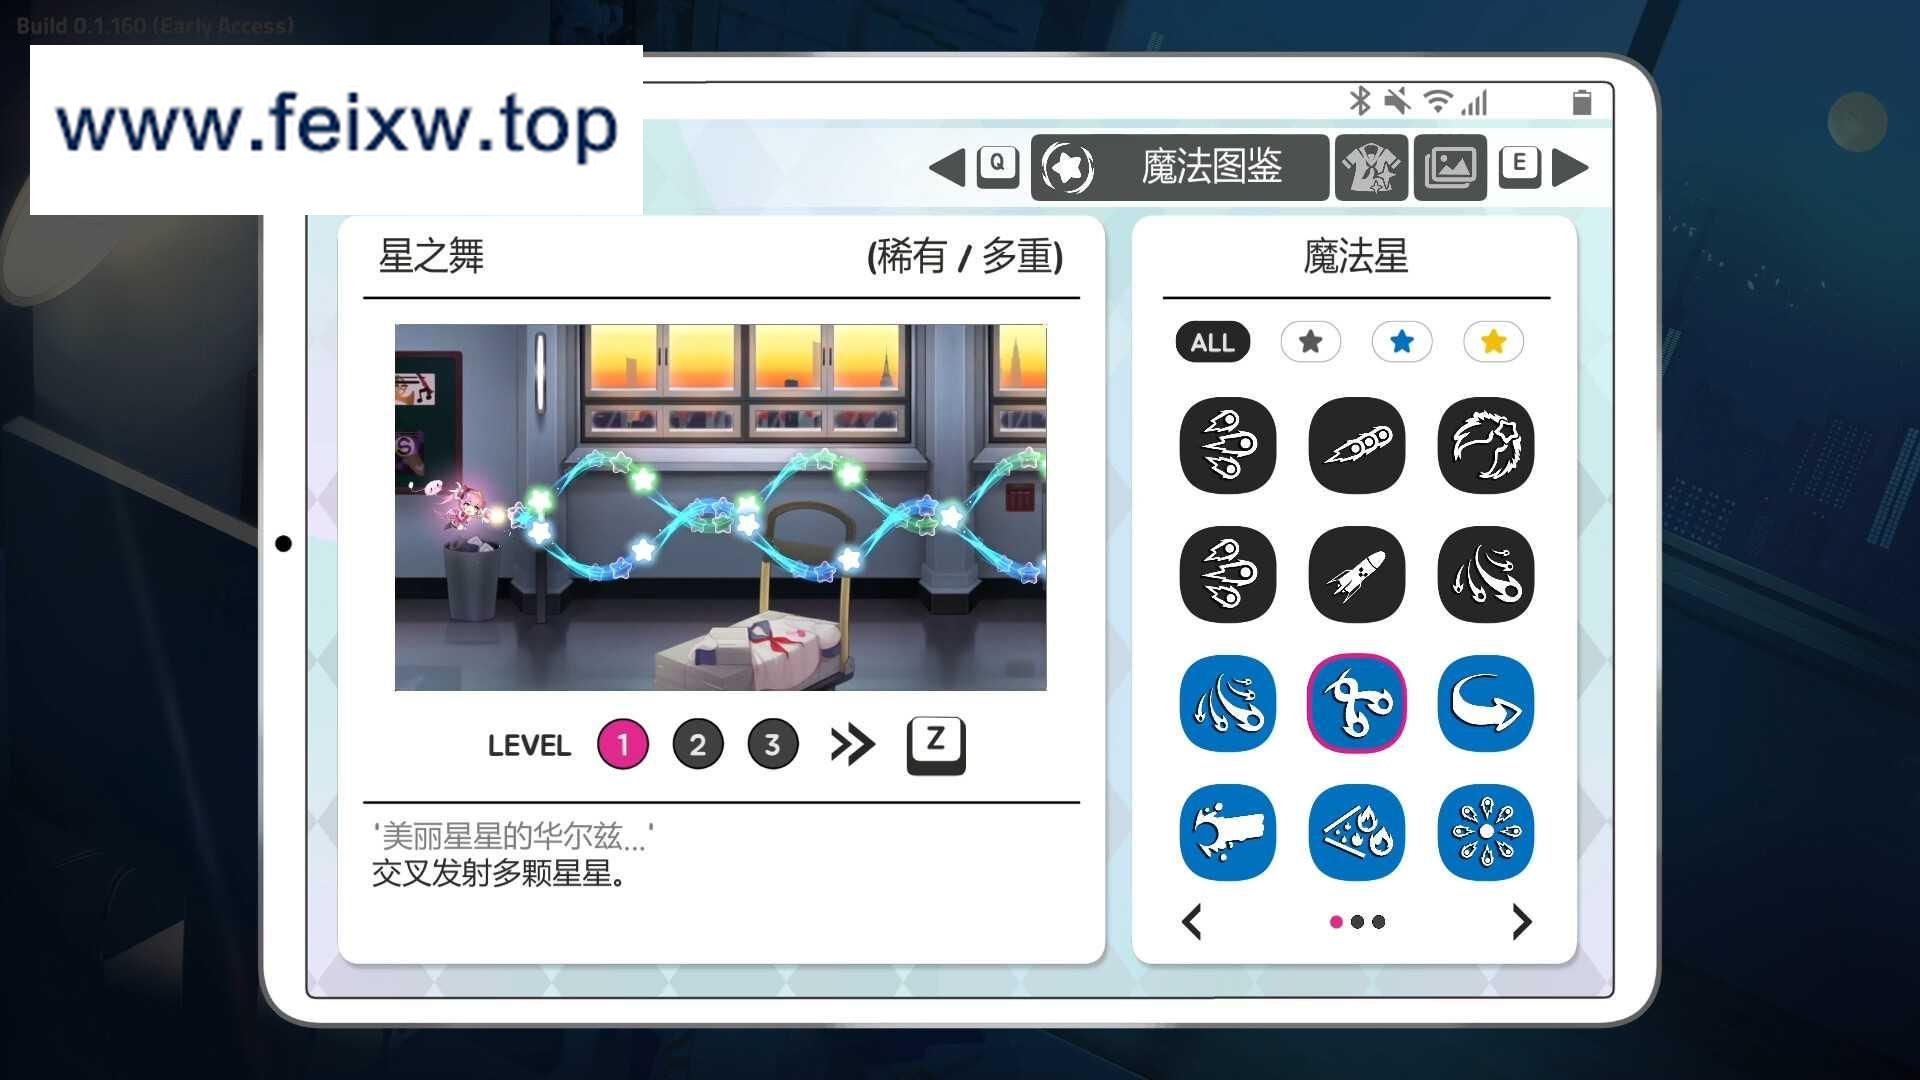 Build 0.1.160 (Early Access)
www.feixw.top
Q
魔法图鉴
E
星之舞
(稀有 / 多重)
魔法星
ALL
LEVEL 1 2 3
Z
'美丽星星的华尔兹...'
交叉发射多颗星星。